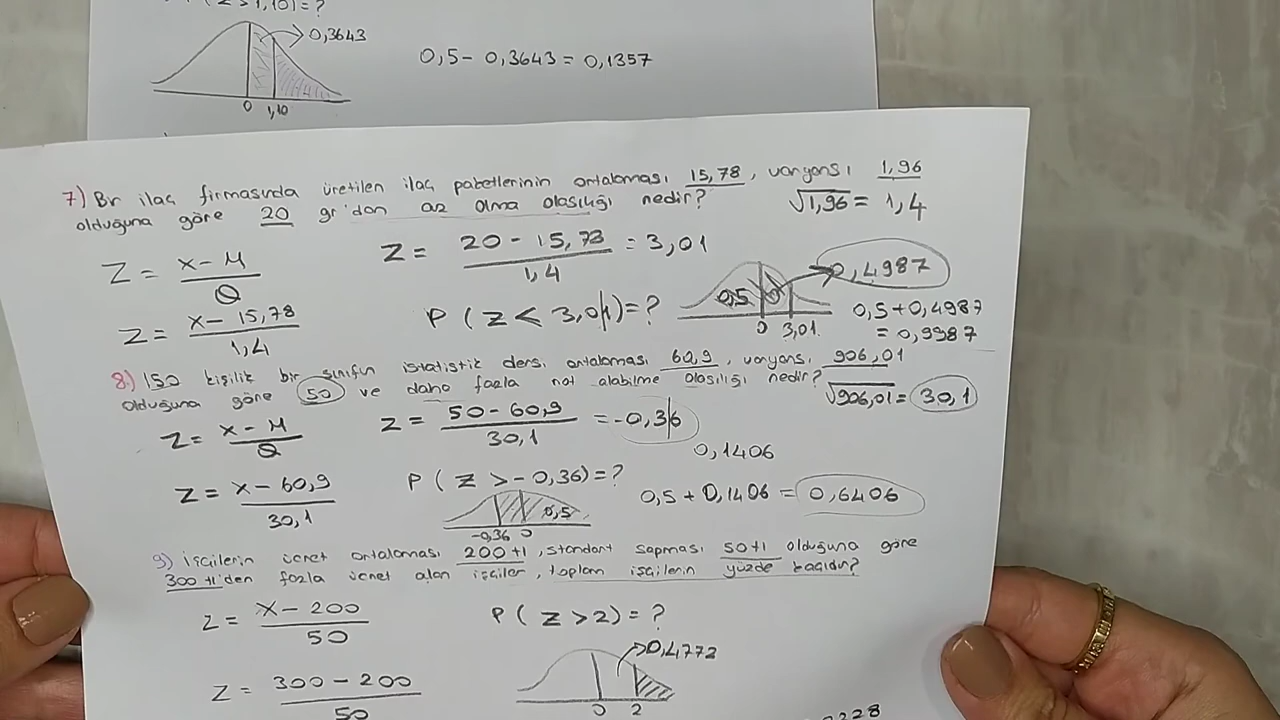 P ( Z > 1,10) = ?
0,3643
0,5 - 0,3643 = 0,1357
0 1,10
7) Bir ilaç firmasında üretilen ilaç paketlerinin ortalaması 15,78, varyansı 1,96
olduğuna göre 20 gr'dan az olma olasılığı nedir? √1,96 = 1,4
Z = x - M / Q
Z = 20 - 15,78 / 1,4 = 3,01
Z = x - 15,78 / 1,4
P ( Z < 3,01) = ?
0,5 0,4987
0 3,01
0,5 + 0,4987
= 0,9987
8.) 150 kişilik bir sınıfın istatistik dersi ortalaması 60,9, varyansı 906,01
olduğuna göre 50 ve daha fazla not alabilme olasılığı nedir? √906,01 = 30,1
Z = x - M / Q
Z = 50 - 60,9 / 30,1 = -0,36
0,1406
Z = x - 60,9 / 30,1
P ( Z > -0,36) = ?
0,5 + 0,1406 = 0,6406
0,5
-0,36 0
9) İşçilerin ücret ortalaması 200 tl, standart sapması 50 tl olduğuna göre
300 tl'den fazla ücret alan işçiler, toplam işçilerin yüzde kaçıdır?
Z = x - 200 / 50
P ( Z > 2) = ?
0,4772
Z = 300 - 200 / 50
0 2
228